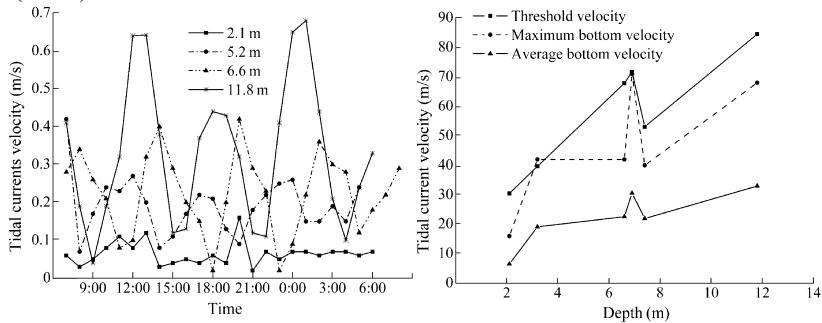 0.7
0.6
0.5
0.4
0.3
0.2
0.1
0
Tidal currents velocity (m/s)
2.1 m
5.2 m
6.6 m
11.8 m
9:00 12:00 15:00 18:00 21:00 0:00 3:00 6:00
Time
90
80
70
60
50
40
30
20
10
0
Tidal current velocity (m/s)
Threshold velocity
Maximum bottom velocity
Average bottom velocity
0 2 4 6 8 10 12 14
Depth (m)